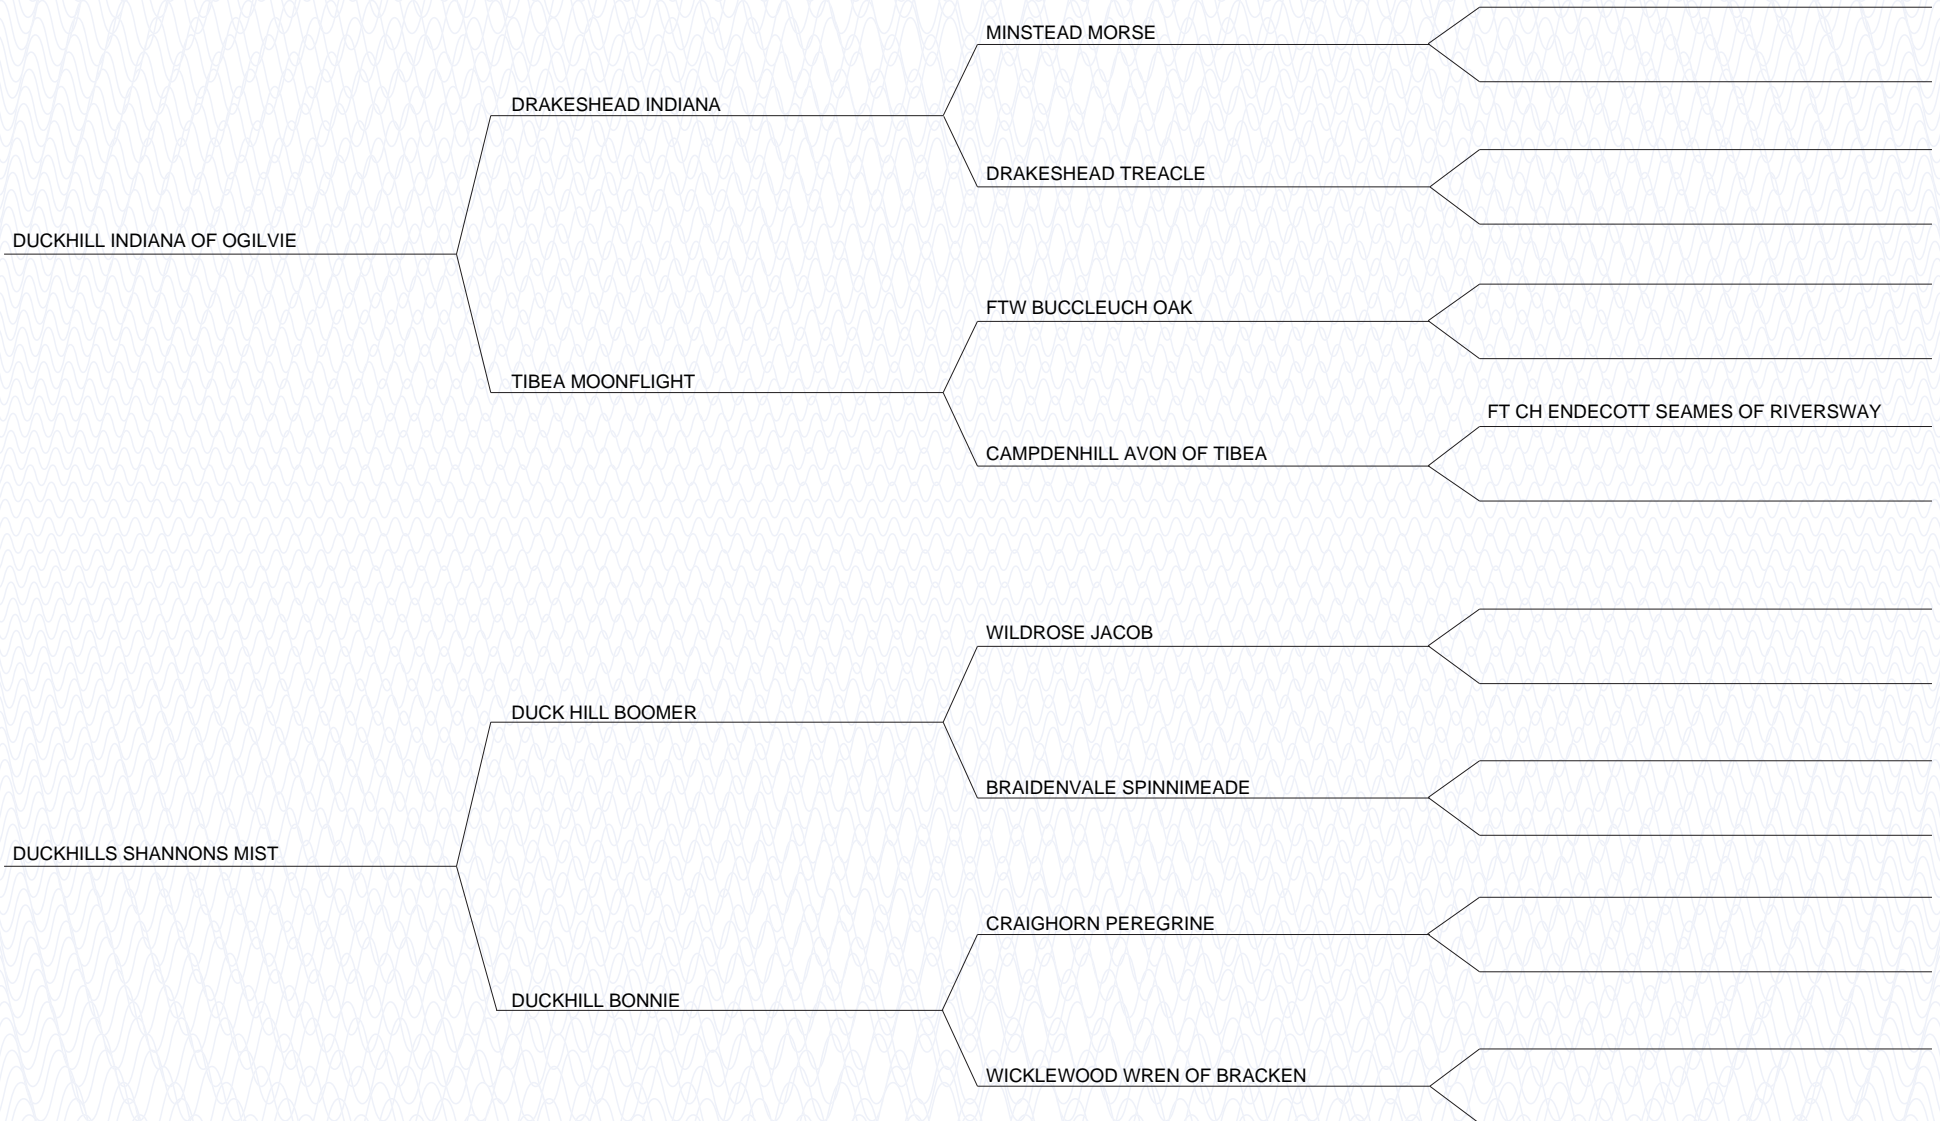 MINSTEAD MORSE
DRAKESHEAD INDIANA
DRAKESHEAD TREACLE
DUCKHILL INDIANA OF OGILVIE
FTW BUCCLEUCH OAK
TIBEA MOONFLIGHT
FT CH ENDECOTT SEAMES OF RIVERSWAY
CAMPDENHILL AVON OF TIBEA
WILDROSE JACOB
DUCK HILL BOOMER
BRAIDENVALE SPINNIMEADE
DUCKHILLS SHANNONS MIST
CRAIGHORN PEREGRINE
DUCKHILL BONNIE
WICKLEWOOD WREN OF BRACKEN